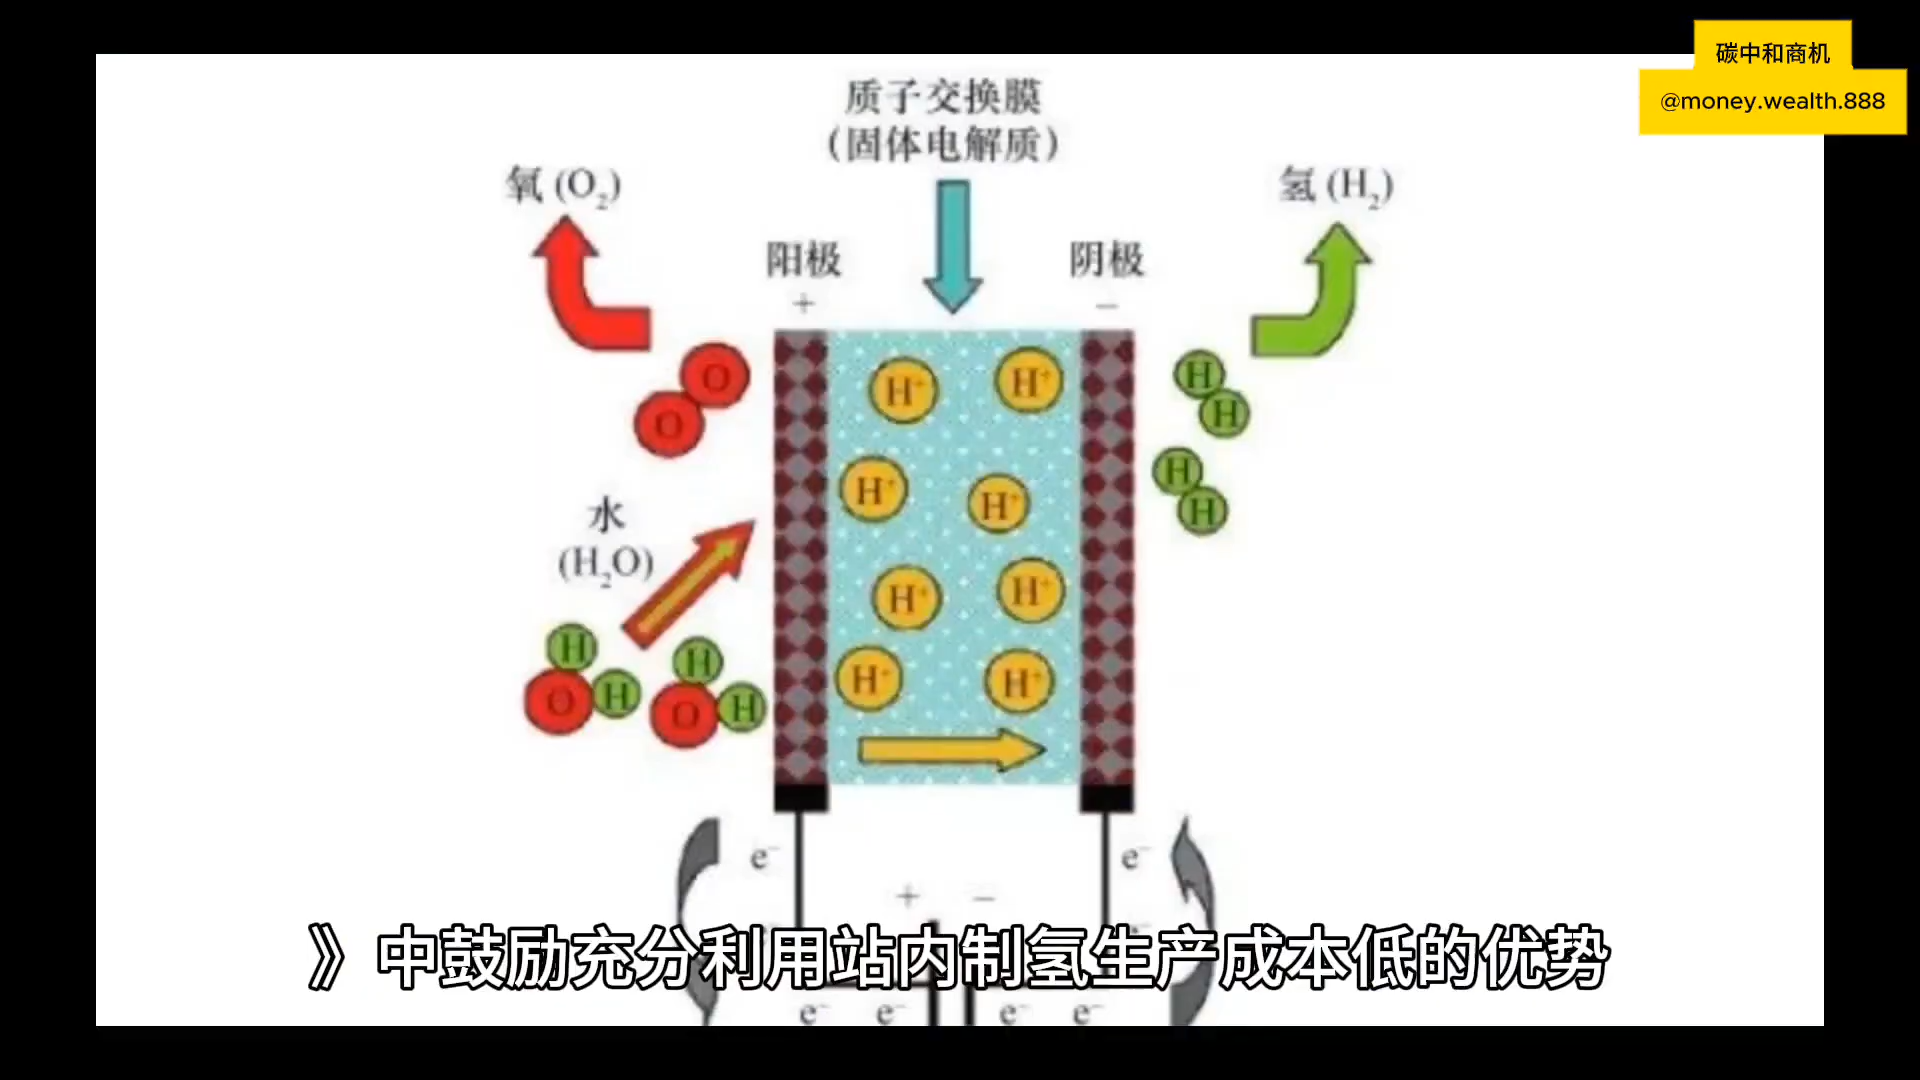 碳中和商机
@money.wealth.888
质子交换膜
(固体电解质)
氧 (O₂)
氢 (H₂)
阳极
阴极
+
−
O
O
H⁺
H⁺
H
H
H⁺
H⁺
H
H
水
(H₂O)
H⁺
H⁺
H
H
O
H
H
O
H⁺
H⁺
e⁻
e⁻
+
−
》中鼓励充分利用站内制氢生产成本低的优势
e⁻
e⁻
e⁻
e⁻